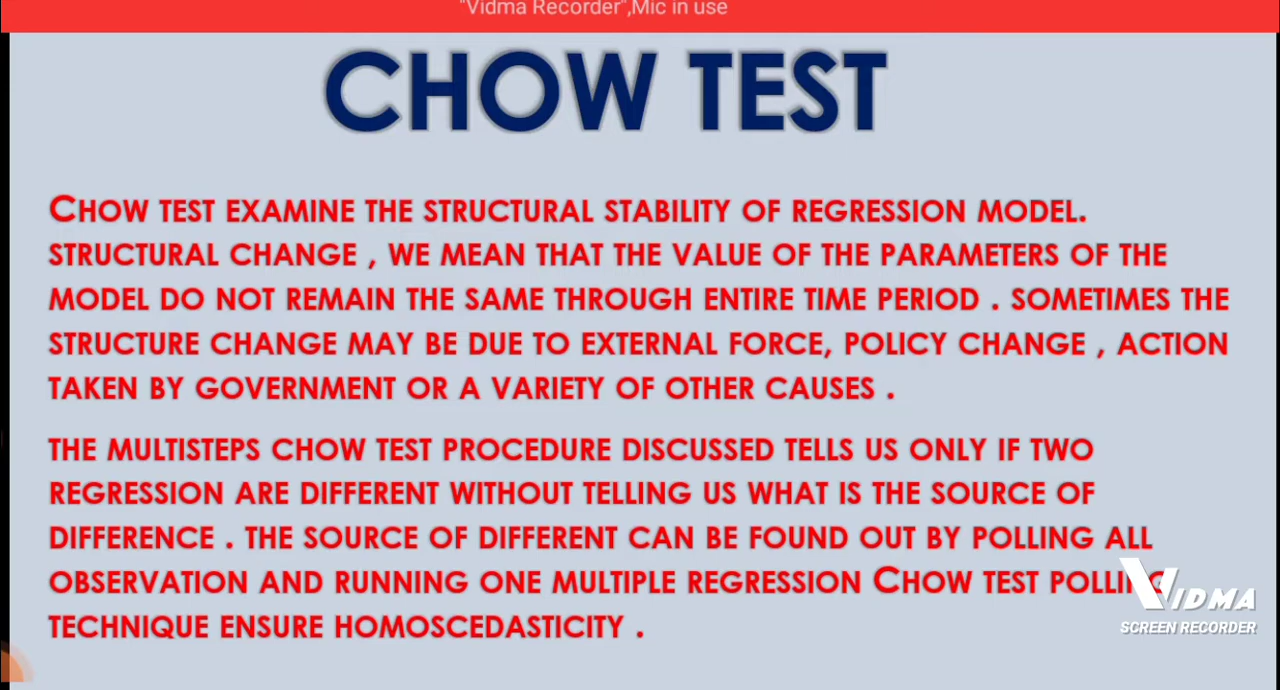 "Vidma Recorder",Mic in use
CHOW TEST
CHOW TEST EXAMINE THE STRUCTURAL STABILITY OF REGRESSION MODEL.
STRUCTURAL CHANGE , WE MEAN THAT THE VALUE OF THE PARAMETERS OF THE
MODEL DO NOT REMAIN THE SAME THROUGH ENTIRE TIME PERIOD . SOMETIMES THE
STRUCTURE CHANGE MAY BE DUE TO EXTERNAL FORCE, POLICY CHANGE , ACTION
TAKEN BY GOVERNMENT OR A VARIETY OF OTHER CAUSES .
THE MULTISTEPS CHOW TEST PROCEDURE DISCUSSED TELLS US ONLY IF TWO
REGRESSION ARE DIFFERENT WITHOUT TELLING US WHAT IS THE SOURCE OF
DIFFERENCE . THE SOURCE OF DIFFERENT CAN BE FOUND OUT BY POLLING ALL
OBSERVATION AND RUNNING ONE MULTIPLE REGRESSION CHOW TEST POLLING
TECHNIQUE ENSURE HOMOSCEDASTICITY .
VIDMA
SCREEN RECORDER